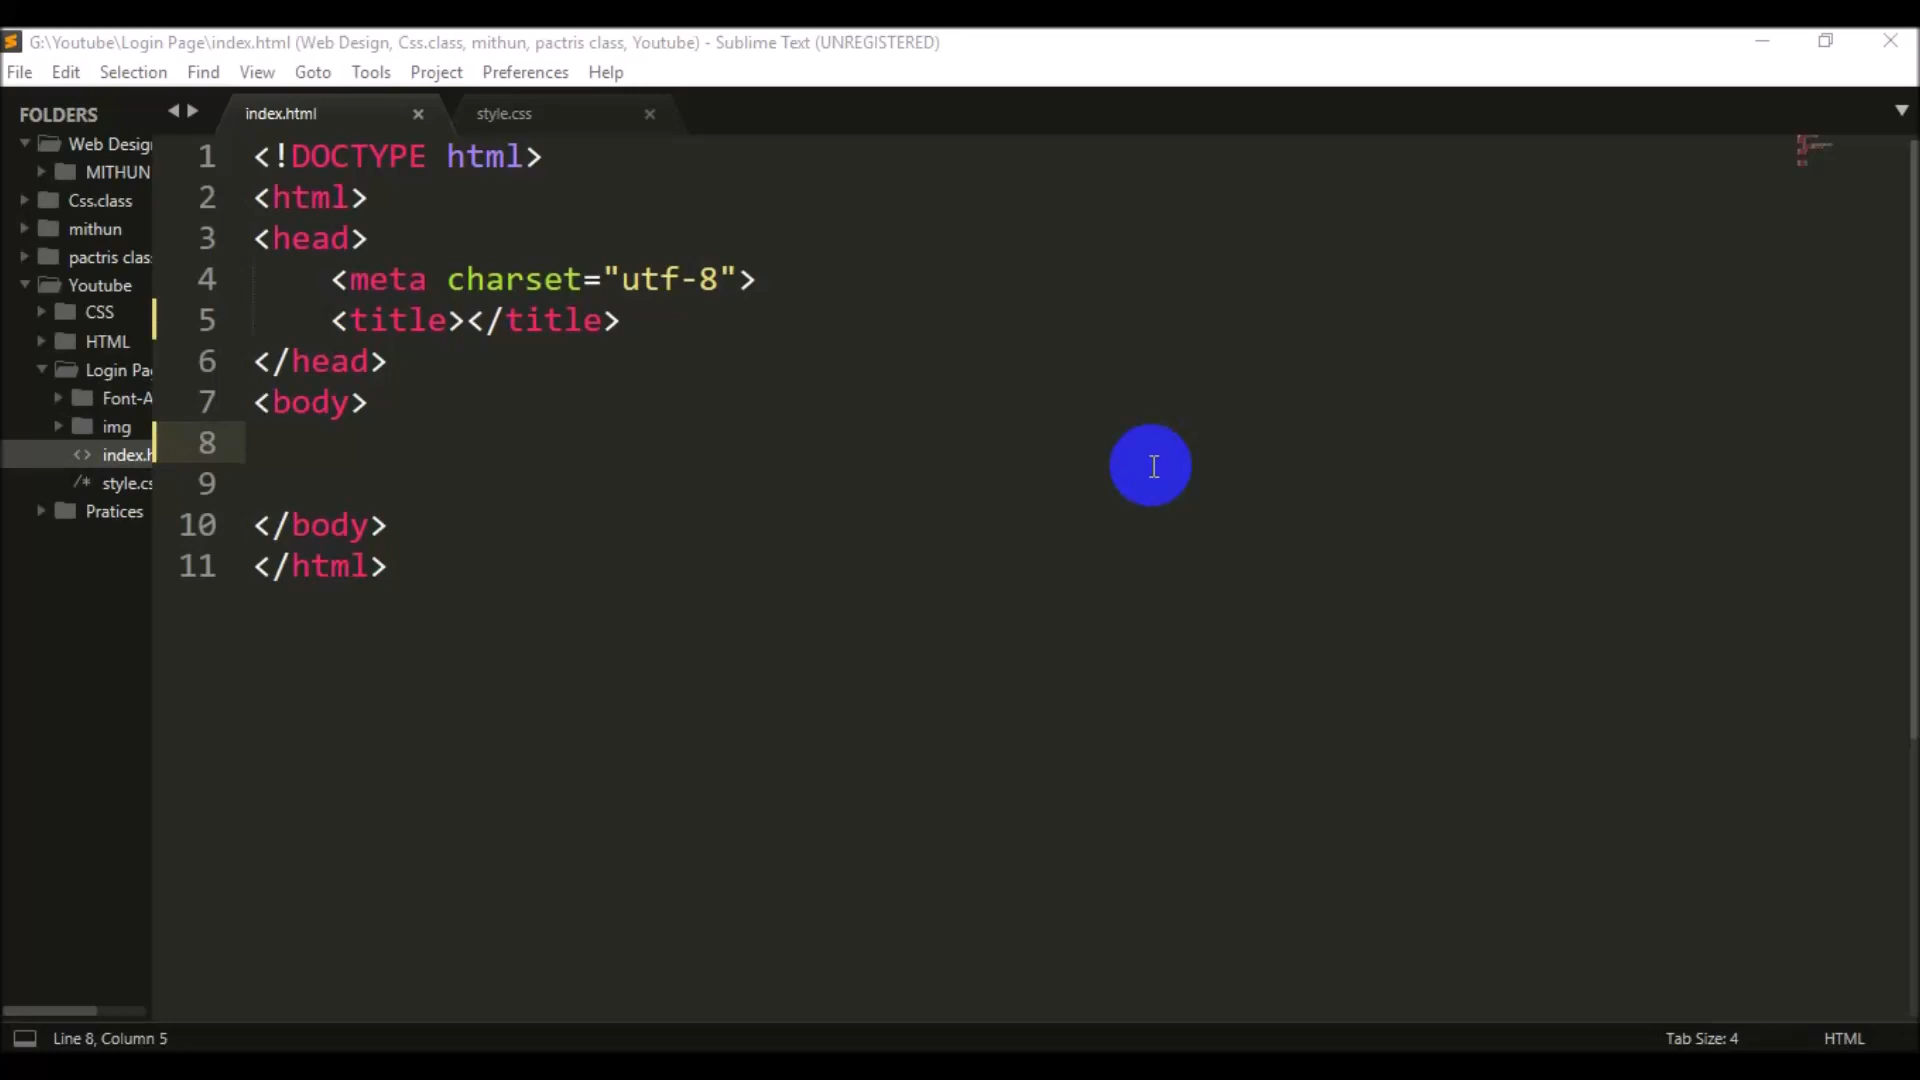 G:\Youtube\Login Page\index.html (Web Design, Css.class, mithun, pactris class, Youtube) - Sublime Text (UNREGISTERED)
File Edit Selection Find View Goto Tools Project Preferences Help
FOLDERS
Web Desig
MITHUN
Css.class
mithun
pactris clas
Youtube
CSS
HTML
Login Pa
Font-A
img
<> index.h
/* style.cs
Pratices
index.html style.css
1 <!DOCTYPE html>
2 <html>
3 <head>
4 <meta charset="utf-8">
5 <title></title>
6 </head>
7 <body>
8
9
10 </body>
11 </html>
Line 8, Column 5 Tab Size: 4 HTML